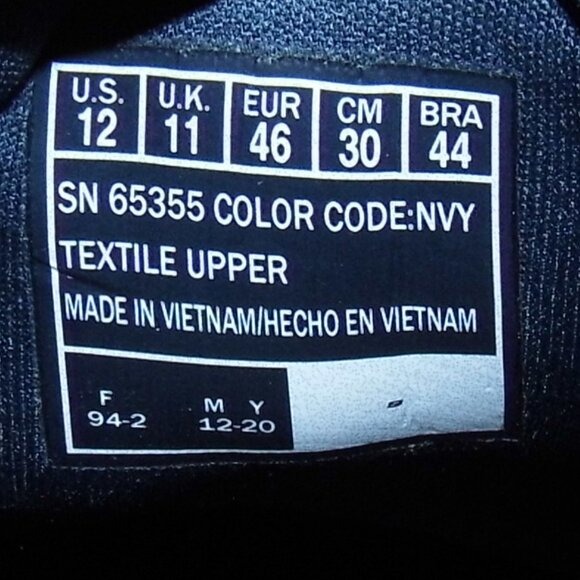 U.S. U.K. EUR CM BRA
12 11 46 30 44
SN 65355 COLOR CODE:NVY
TEXTILE UPPER
MADE IN VIETNAM/HECHO EN VIETNAM
F M Y
94-2 12-20
-